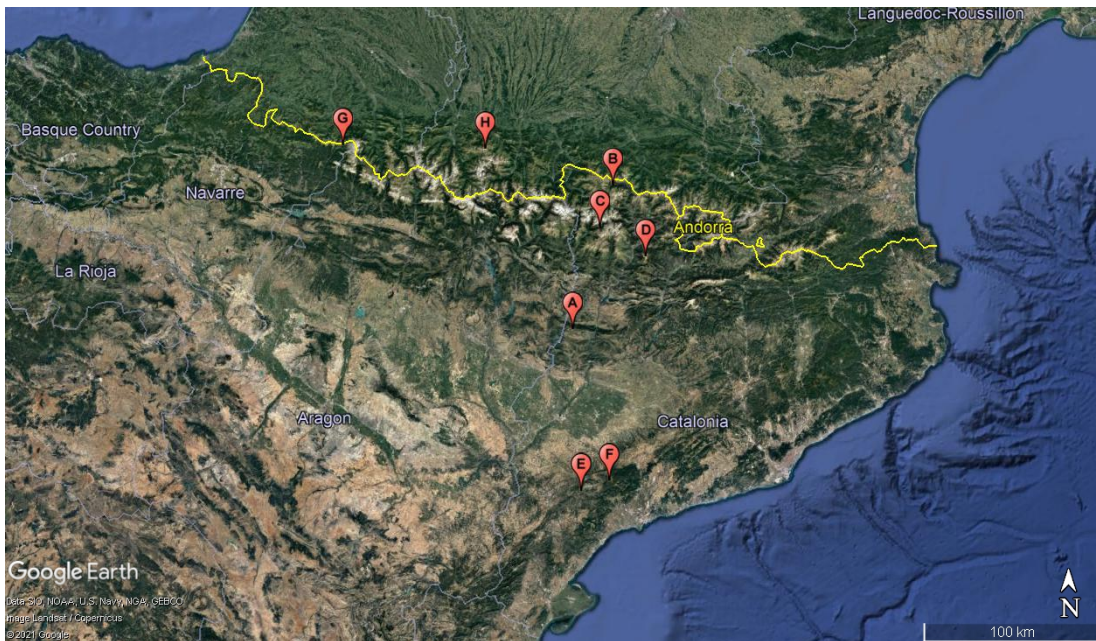 Languedoc-Roussillon
G
H
Basque Country
B
Navarre
C
Andorra
D
La Rioja
A
Aragon
Catalonia
E
F
Google Earth
Data SIO, NOAA, U.S. Navy, NGA, GEBCO
Image Landsat / Copernicus
© 2021 Google
N
100 km